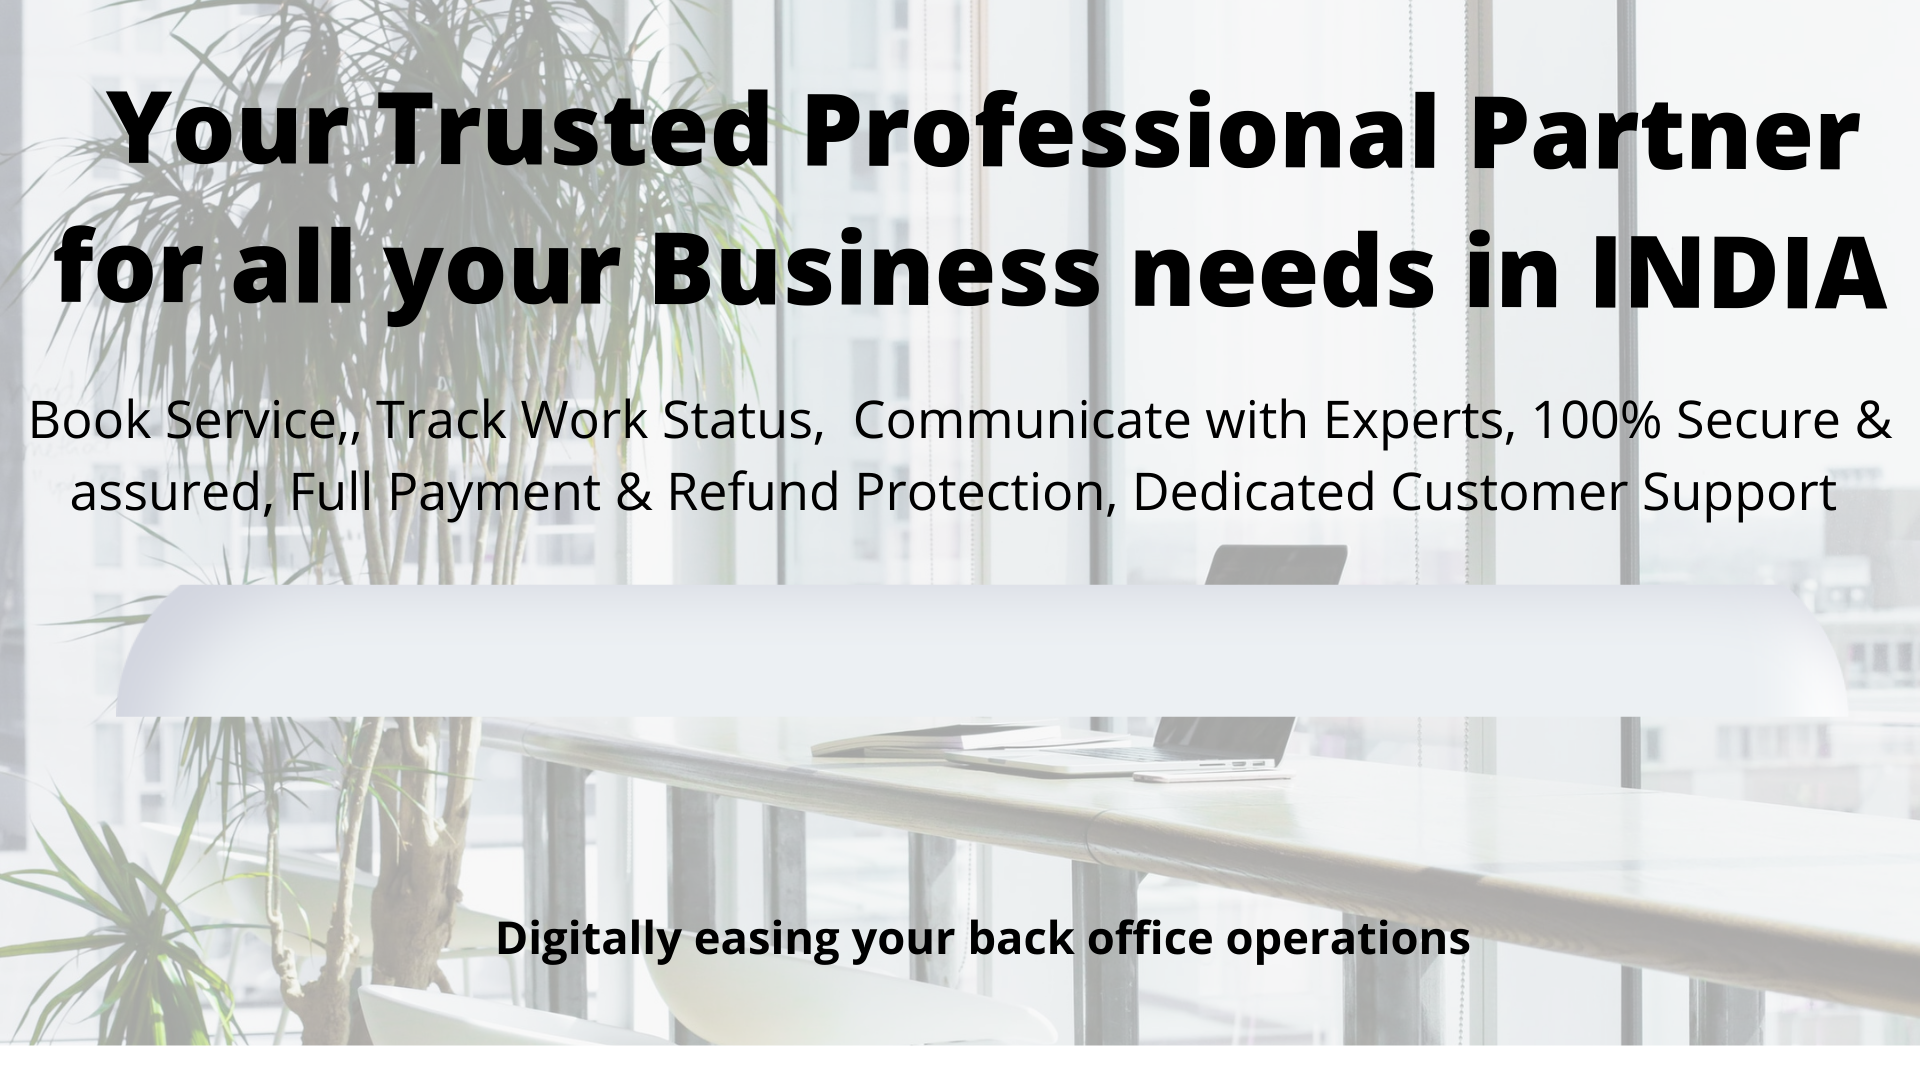 Your Trusted Professional Partner
for all your Business needs in INDIA
Book Service,, Track Work Status,  Communicate with Experts, 100% Secure &
assured, Full Payment & Refund Protection, Dedicated Customer Support
Digitally easing your back office operations